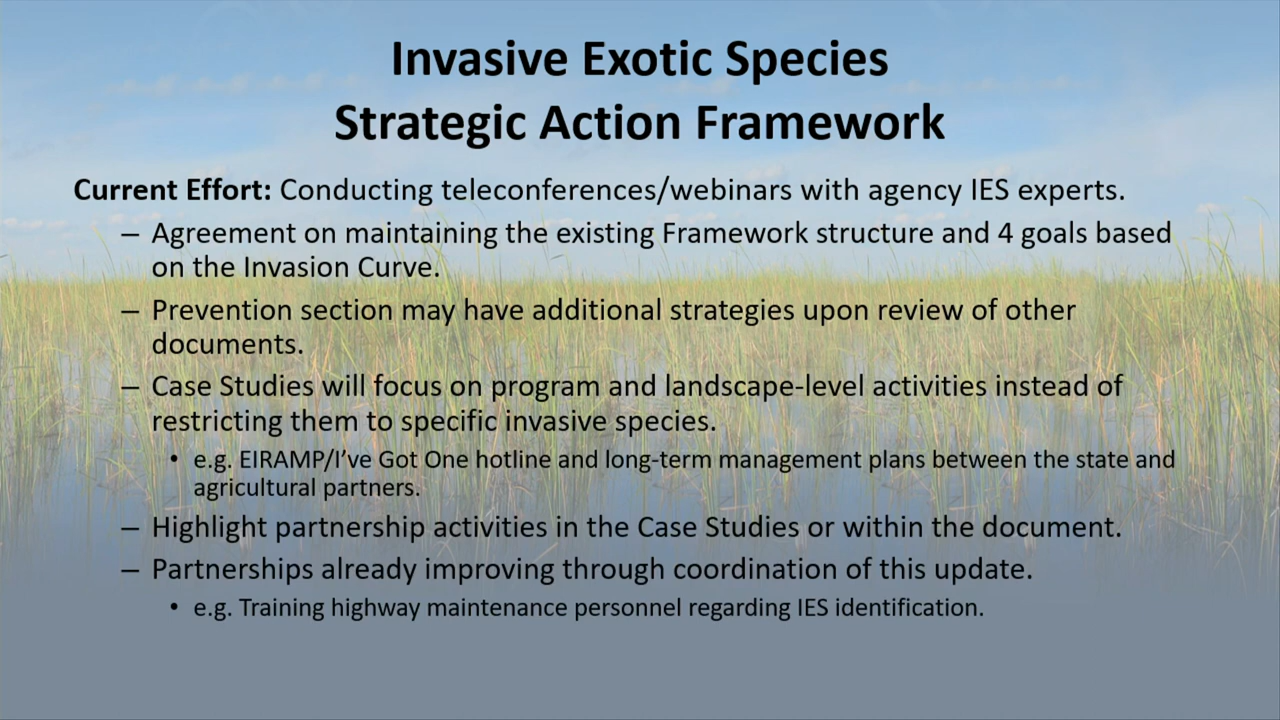 Invasive Exotic Species
Strategic Action Framework
Current Effort: Conducting teleconferences/webinars with agency IES experts.
– Agreement on maintaining the existing Framework structure and 4 goals based
on the Invasion Curve.
– Prevention section may have additional strategies upon review of other
documents.
– Case Studies will focus on program and landscape-level activities instead of
restricting them to specific invasive species.
• e.g. EIRAMP/I’ve Got One hotline and long-term management plans between the state and
agricultural partners.
– Highlight partnership activities in the Case Studies or within the document.
– Partnerships already improving through coordination of this update.
• e.g. Training highway maintenance personnel regarding IES identification.